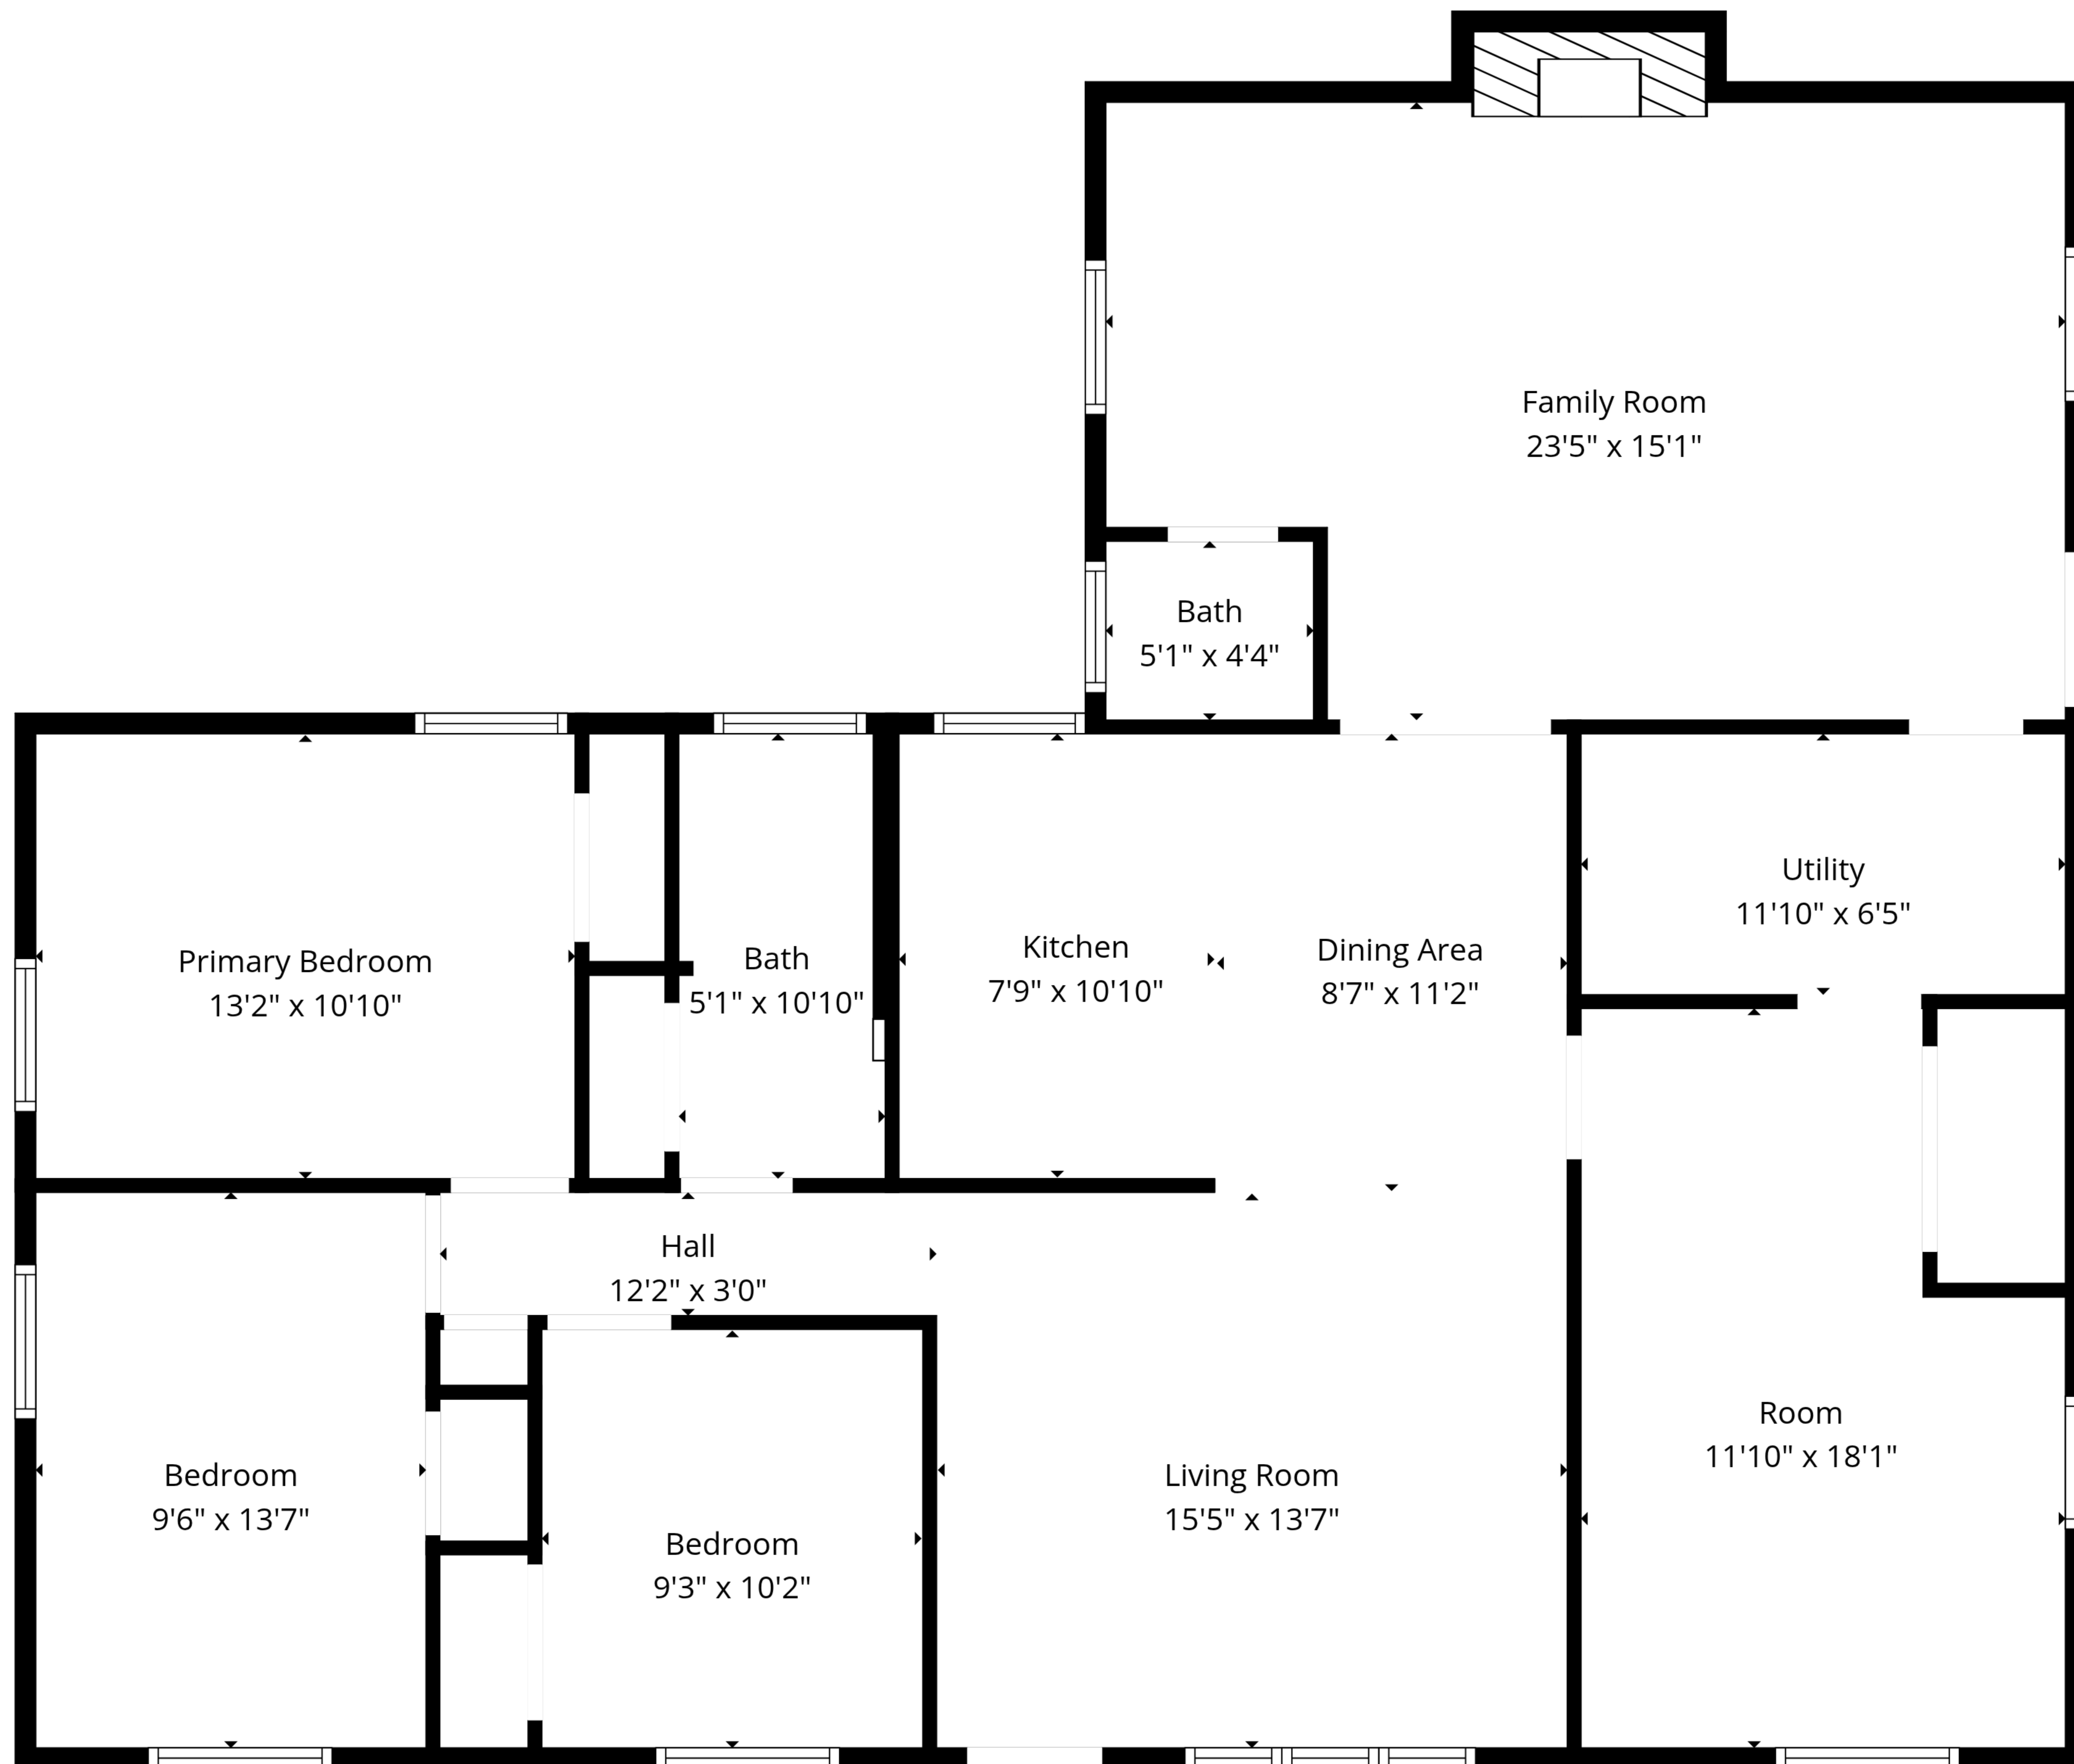 Family Room
23'5" x 15'1"
Bath
5'1" x 4'4"
Utility
11'10" x 6'5"
Primary Bedroom
13'2" x 10'10"
Bath
5'1" x 10'10"
Kitchen
7'9" x 10'10"
Dining Area
8'7" x 11'2"
Hall
12'2" x 3'0"
Room
11'10" x 18'1"
Bedroom
9'6" x 13'7"
Bedroom
9'3" x 10'2"
Living Room
15'5" x 13'7"